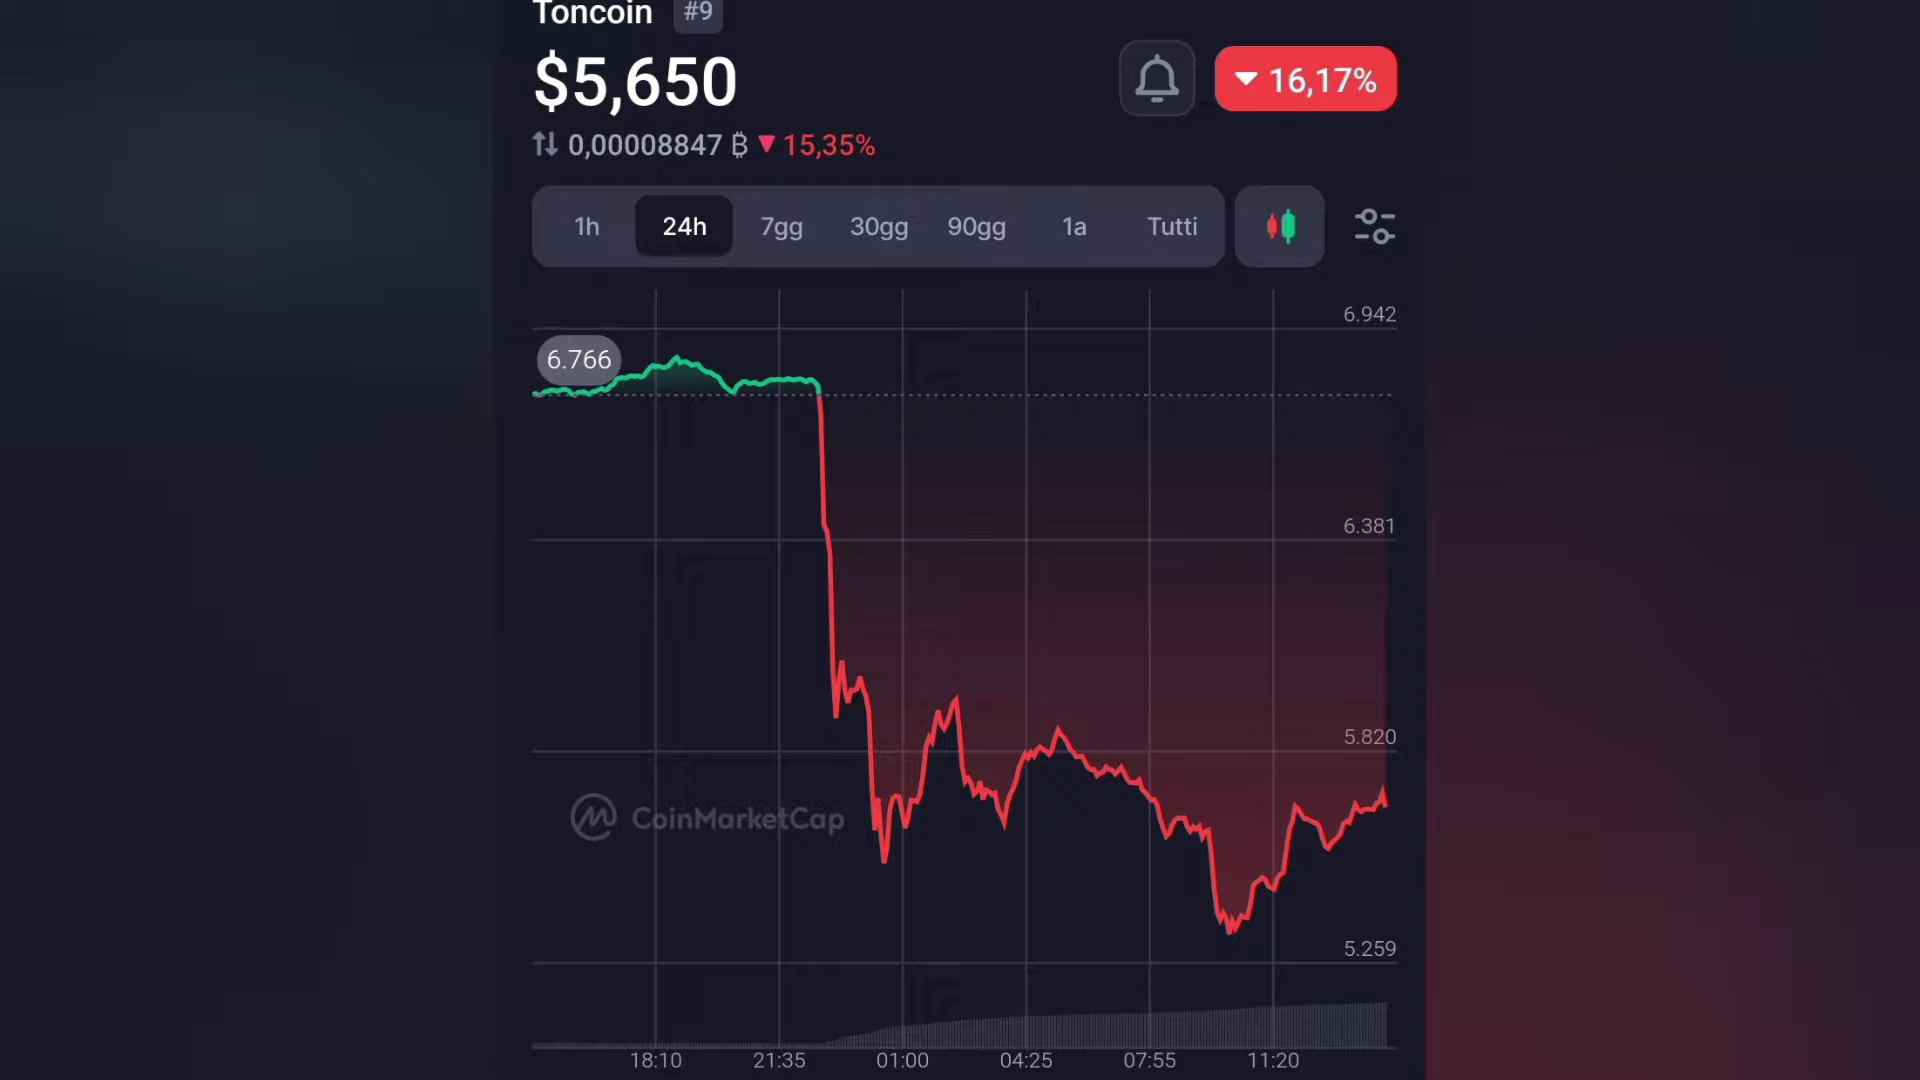 Toncoin #9
$5,650
16,17%
0,00008847 ₿ 15,35%
1h 24h 7gg 30gg 90gg 1a Tutti
6.942
6.766
6.381
5.820
CoinMarketCap
5.259
18:10 21:35 01:00 04:25 07:55 11:20